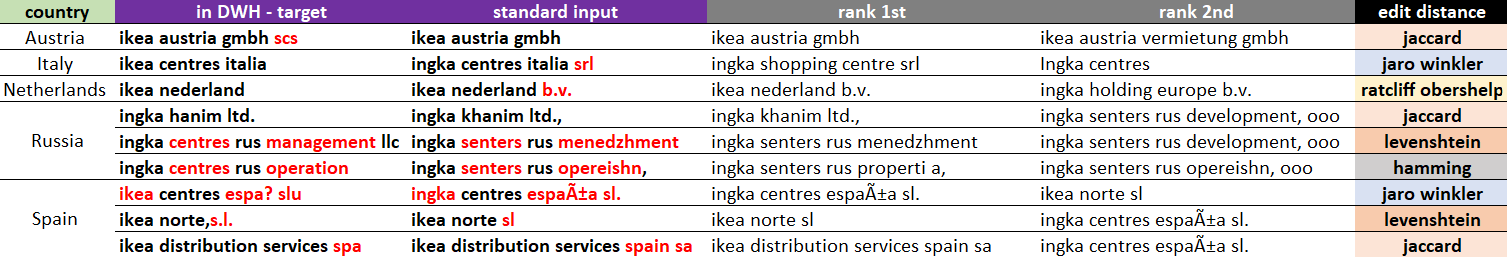 country in DWH - target standard input rank 1st rank 2nd edit distance
Austria ikea austria gmbh scs ikea austria gmbh ikea austria gmbh ikea austria vermietung gmbh jaccard
Italy ikea centres italia ingka centres italia srl ingka shopping centre srl Ingka centres jaro winkler
Netherlands ikea nederland ikea nederland b.v. ikea nederland b.v. ingka holding europe b.v. ratcliff obershelp
Russia ingka hanim ltd. ingka khanim ltd., ingka khanim ltd., ingka senters rus development, ooo jaccard
ingka centres rus management llc ingka senters rus menedzhment ingka senters rus menedzhment ingka senters rus development, ooo levenshtein
ingka centres rus operation ingka senters rus opereishn, ingka senters rus properti a, ingka senters rus opereishn, ooo hamming
Spain ikea centres espa? slu ingka centres espaÃ±a sl. ingka centres espaÃ±a sl. ikea norte sl jaro winkler
ikea norte,s.l. ikea norte sl ikea norte sl ingka centres espaÃ±a sl. levenshtein
ikea distribution services spa ikea distribution services spain sa ikea distribution services spain sa ingka centres espaÃ±a sl. jaccard